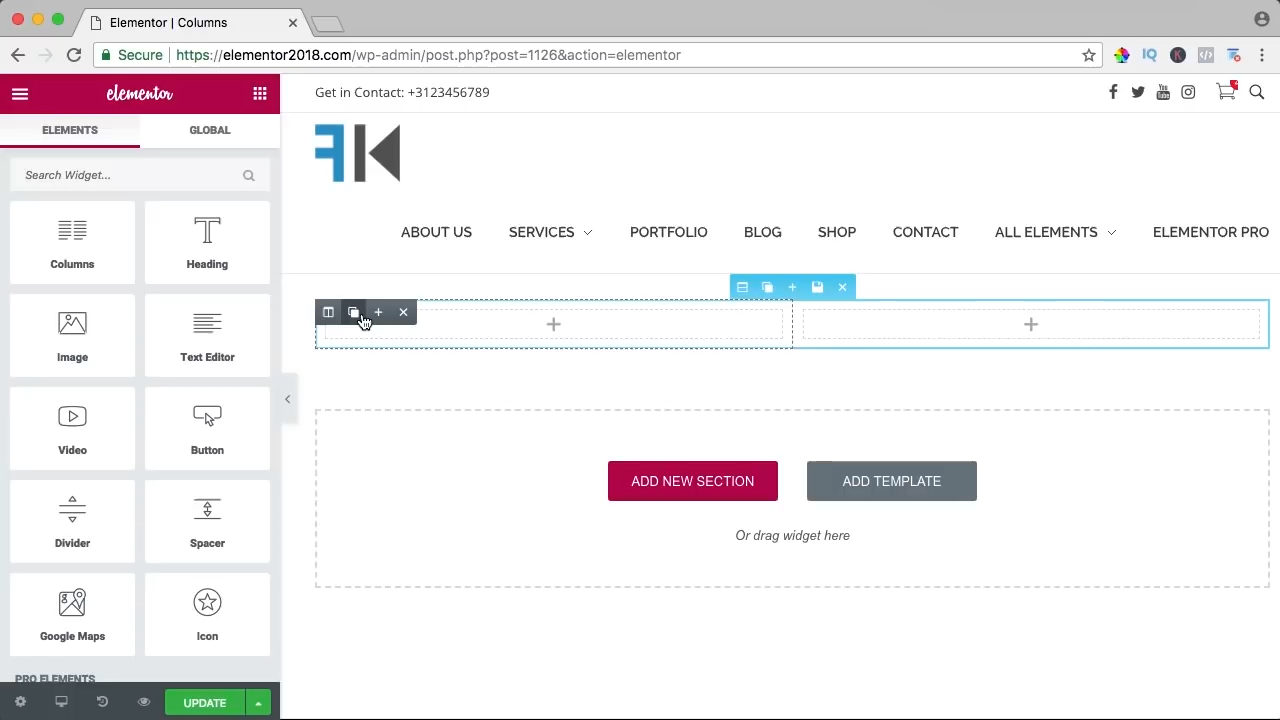 Elementor | Columns
Secure https://elementor2018.com/wp-admin/post.php?post=1126&action=elementor
elementor
Get in Contact: +3123456789
ELEMENTS GLOBAL
Search Widget...
FK
ABOUT US SERVICES PORTFOLIO BLOG SHOP CONTACT ALL ELEMENTS ELEMENTOR PRO
Columns Heading
Image Text Editor
Video Button
ADD NEW SECTION ADD TEMPLATE
Or drag widget here
Divider Spacer
Google Maps Icon
PRO ELEMENTS
UPDATE